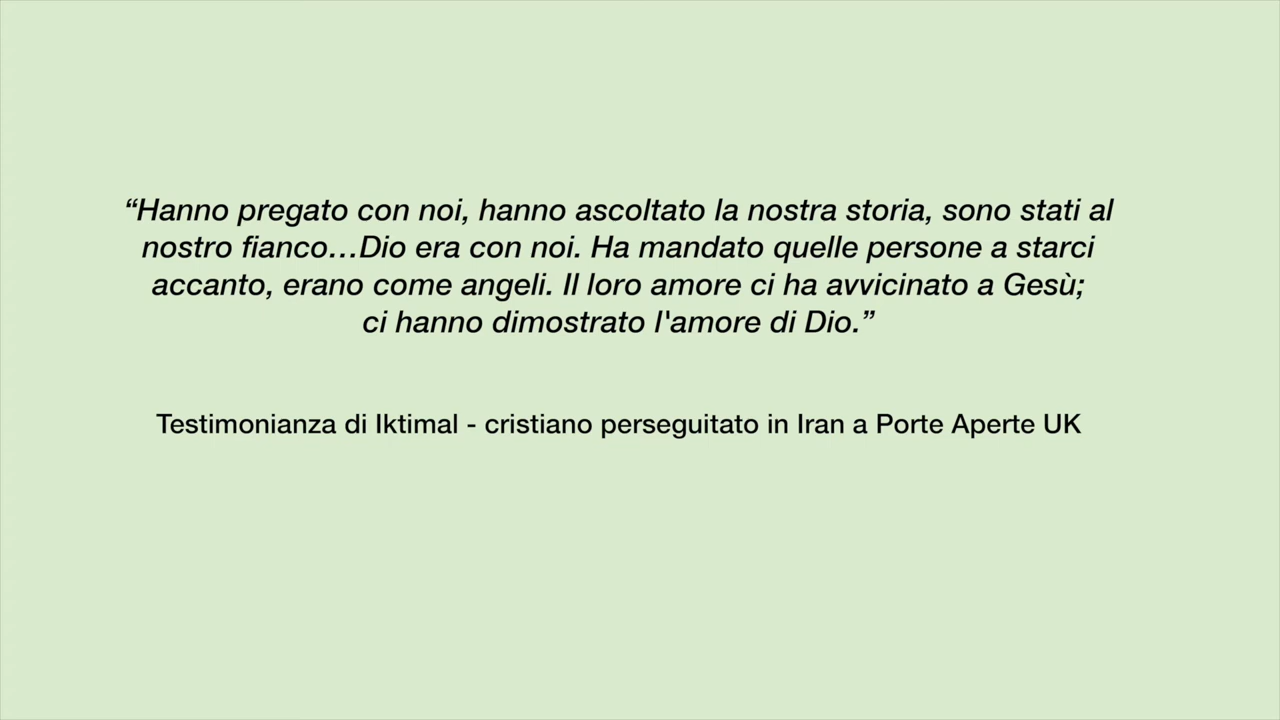 “Hanno pregato con noi, hanno ascoltato la nostra storia, sono stati al
nostro fianco…Dio era con noi. Ha mandato quelle persone a starci
accanto, erano come angeli. Il loro amore ci ha avvicinato a Gesù;
ci hanno dimostrato l'amore di Dio.”
Testimonianza di Iktimal - cristiano perseguitato in Iran a Porte Aperte UK